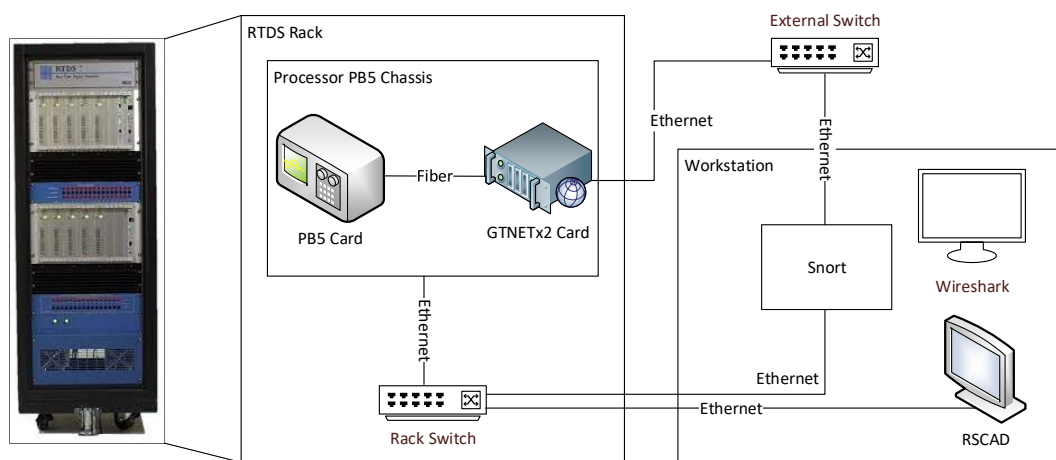 External Switch
RTDS Rack
RTDS
Processor PB5 Chassis
Ethernet
Ethernet
Workstation
Fiber
PB5 Card
GTNETx2 Card
Snort
Wireshark
Ethernet
Ethernet
Ethernet
Rack Switch
RSCAD